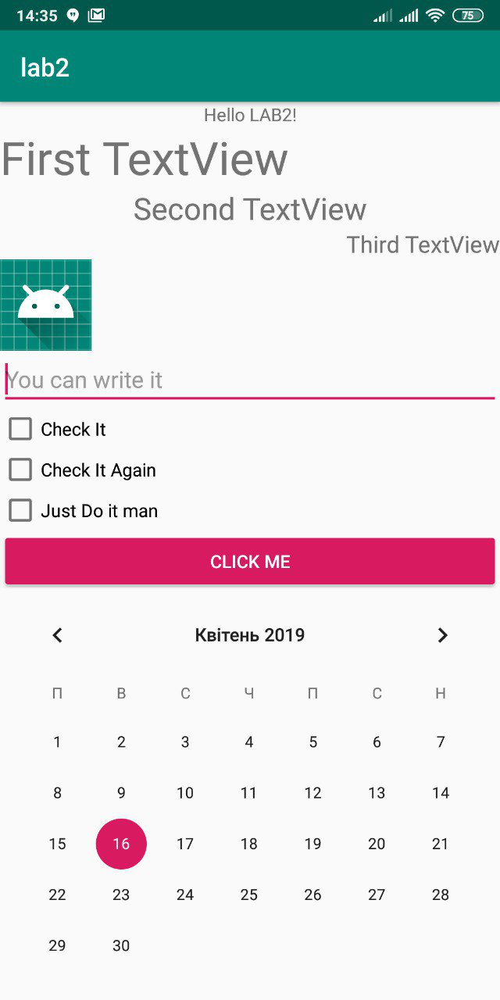 14:35 75
lab2
Hello LAB2!
First TextView
Second TextView
Third TextView
You can write it
Check It
Check It Again
Just Do it man
CLICK ME
Квітень 2019
П В С Ч П С Н
1 2 3 4 5 6 7
8 9 10 11 12 13 14
15 16 17 18 19 20 21
22 23 24 25 26 27 28
29 30